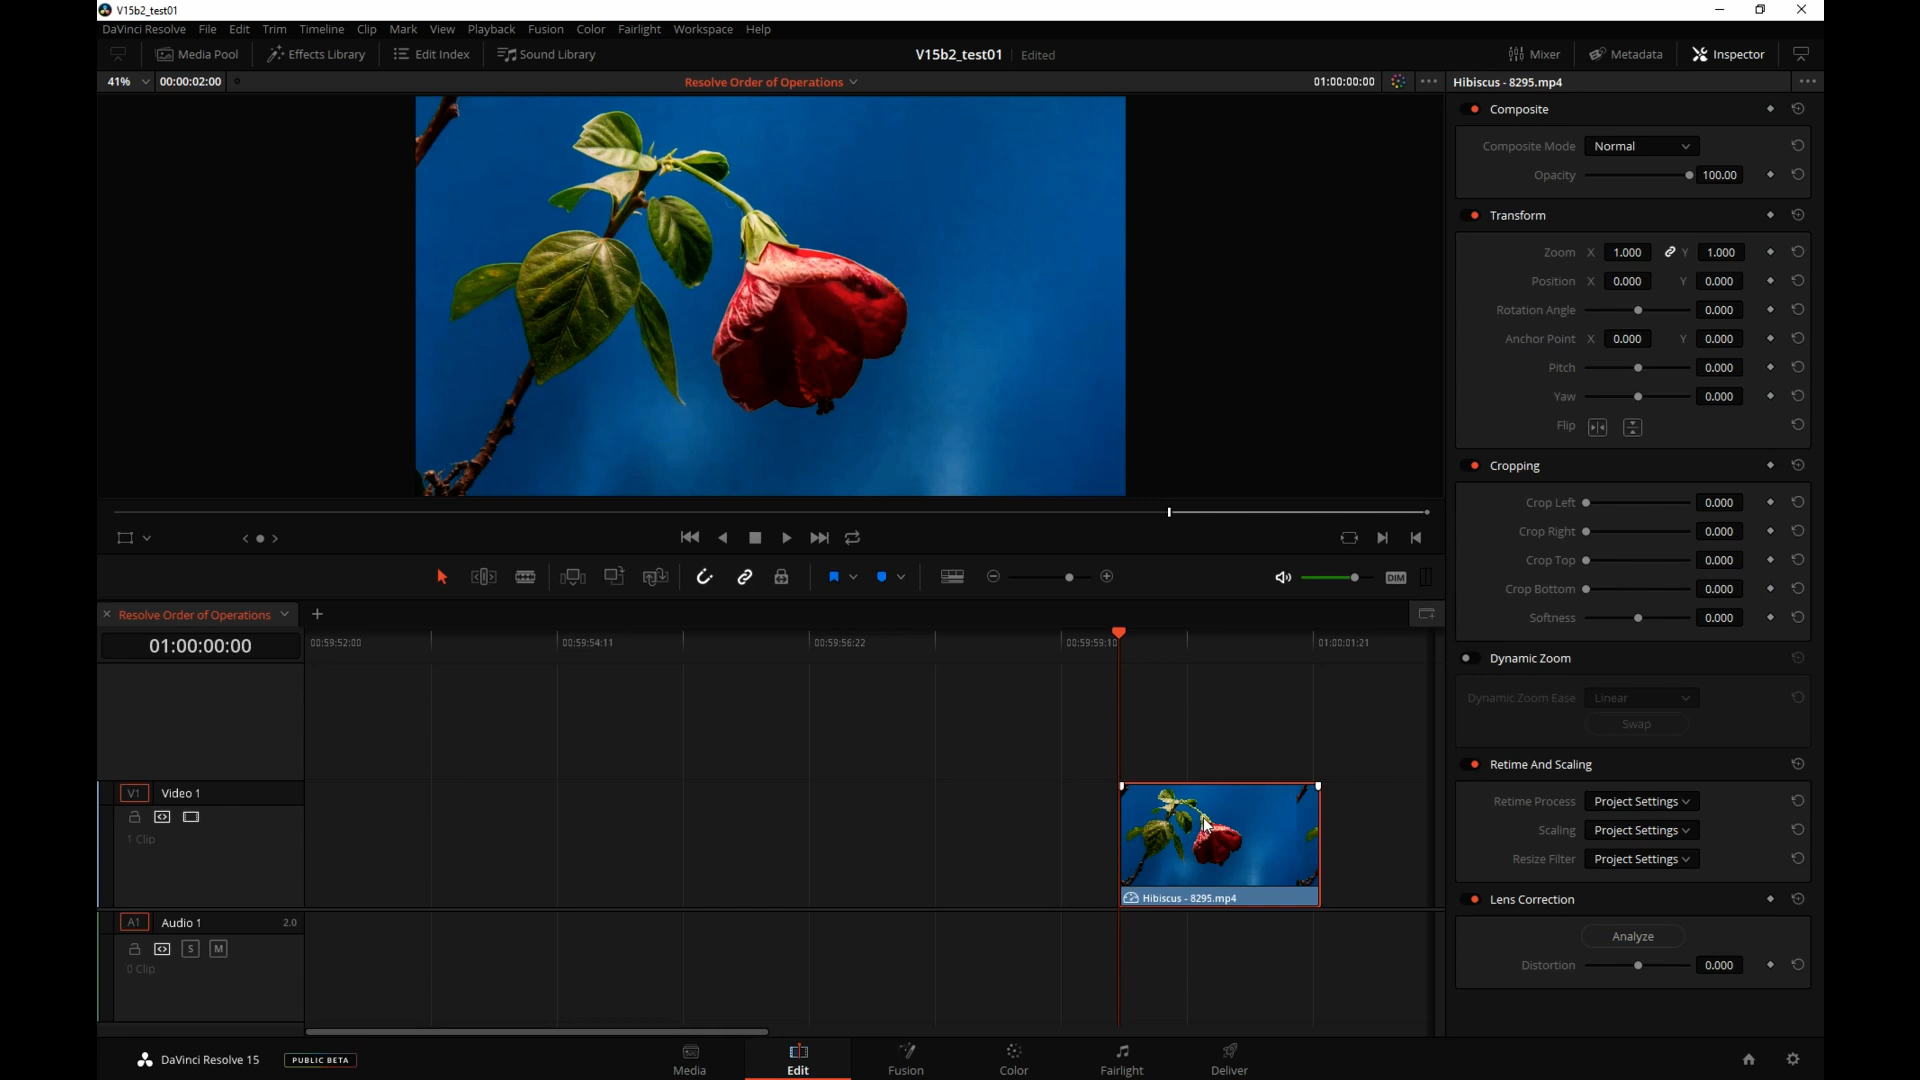 V15b2_test01
DaVinci Resolve File Edit Trim Timeline Clip Mark View Playback Fusion Color Fairlight Workspace Help
Media Pool Effects Library Edit Index Sound Library V15b2_test01 Edited Mixer Metadata Inspector
41% 00:00:02:00 Resolve Order of Operations 01:00:00:00 Hibiscus - 8295.mp4
Composite
Composite Mode Normal
Opacity 100.00
Transform
Zoom X 1.000 Y 1.000
Position X 0.000 Y 0.000
Rotation Angle 0.000
Anchor Point X 0.000 Y 0.000
Pitch 0.000
Yaw 0.000
Flip
Cropping
Crop Left 0.000
Crop Right 0.000
Crop Top 0.000
Crop Bottom 0.000
Softness 0.000
Dynamic Zoom
Dynamic Zoom Ease Linear
Swap
Retime And Scaling
Retime Process Project Settings
Scaling Project Settings
Resize Filter Project Settings
Lens Correction
Analyze
Distortion 0.000
DIM
Resolve Order of Operations
01:00:00:00 00:59:52:00 00:59:54:11 00:59:56:22 00:59:59:10 01:00:01:21
V1 Video 1
1 Clip
Hibiscus - 8295.mp4
A1 Audio 1 2.0
S M
0 Clip
DaVinci Resolve 15 PUBLIC BETA Media Edit Fusion Color Fairlight Deliver